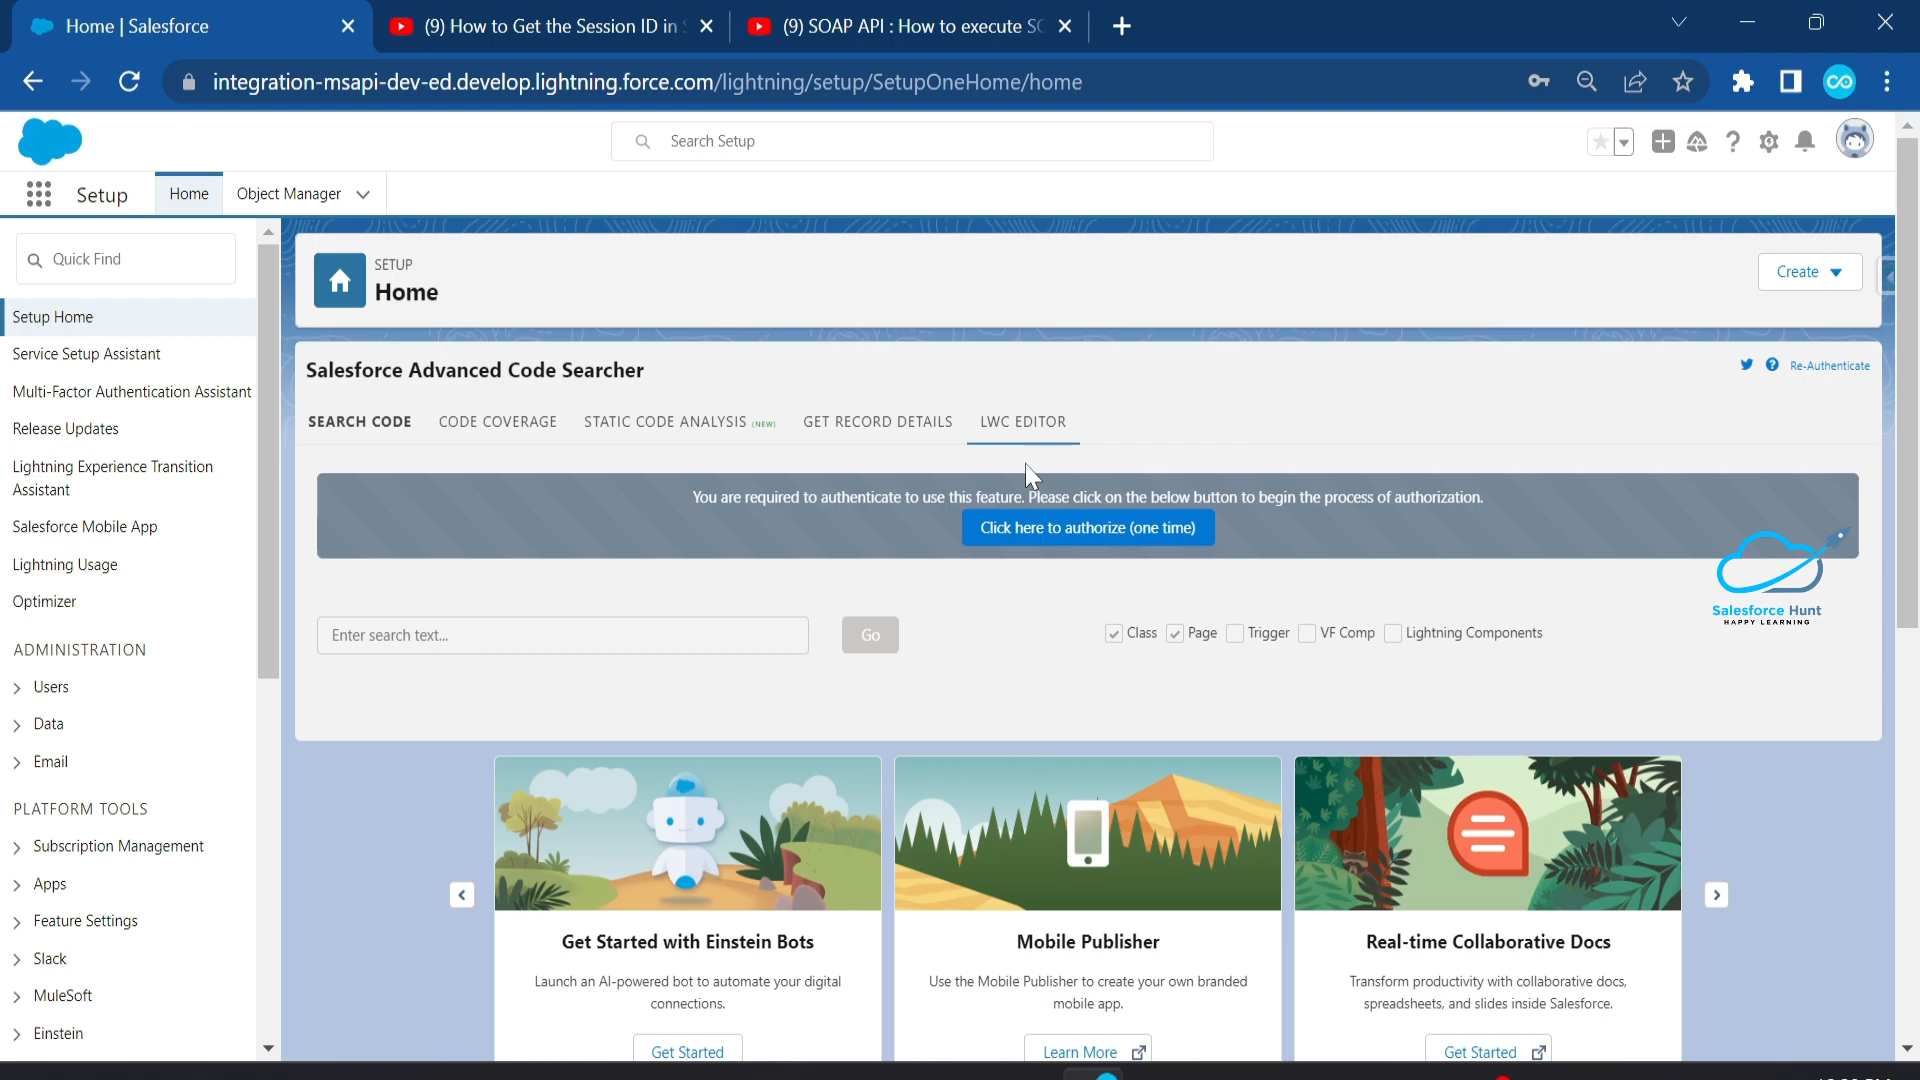 Home | Salesforce
(9) How to Get the Session ID in
(9) SOAP API : How to execute
integration-msapi-dev-ed.develop.lightning.force.com/lightning/setup/SetupOneHome/home
Search Setup
Setup
Home
Object Manager
Quick Find
Setup Home
Service Setup Assistant
Multi-Factor Authentication Assistant
Release Updates
Lightning Experience Transition
Assistant
Salesforce Mobile App
Lightning Usage
Optimizer
ADMINISTRATION
Users
Data
Email
PLATFORM TOOLS
Subscription Management
Apps
Feature Settings
Slack
MuleSoft
Einstein
SETUP
Home
Create
Salesforce Advanced Code Searcher
Re-Authenticate
SEARCH CODE
CODE COVERAGE
STATIC CODE ANALYSIS (NEW)
GET RECORD DETAILS
LWC EDITOR
You are required to authenticate to use this feature. Please click on the below button to begin the process of authorization.
Click here to authorize (one time)
Salesforce Hunt
HAPPY LEARNING
Enter search text...
Go
Class
Page
Trigger
VF Comp
Lightning Components
Get Started with Einstein Bots
Launch an AI-powered bot to automate your digital
connections.
Get Started
Mobile Publisher
Use the Mobile Publisher to create your own branded
mobile app.
Learn More
Real-time Collaborative Docs
Transform productivity with collaborative docs,
spreadsheets, and slides inside Salesforce.
Get Started